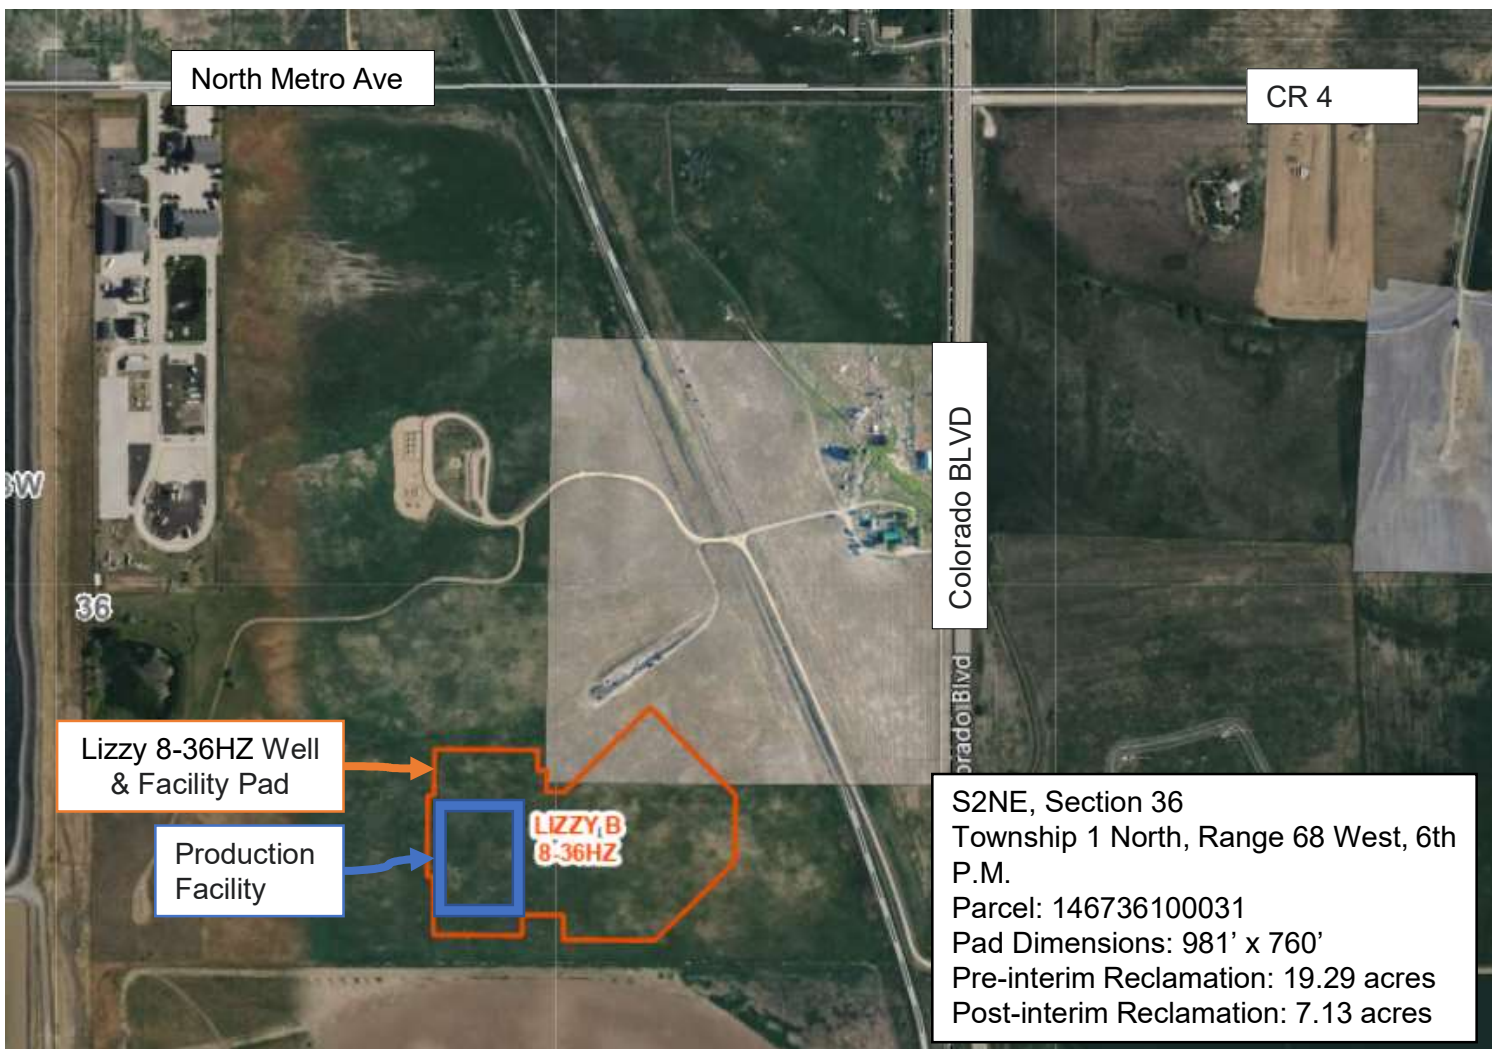 North Metro Ave
CR 4
Colorado BLVD
36
orado Blvd
Lizzy 8-36HZ Well
& Facility Pad
LIZZY B
8-36HZ
Production
Facility
S2NE, Section 36
Township 1 North, Range 68 West, 6th
P.M.
Parcel: 146736100031
Pad Dimensions: 981’ x 760’
Pre-interim Reclamation: 19.29 acres
Post-interim Reclamation: 7.13 acres